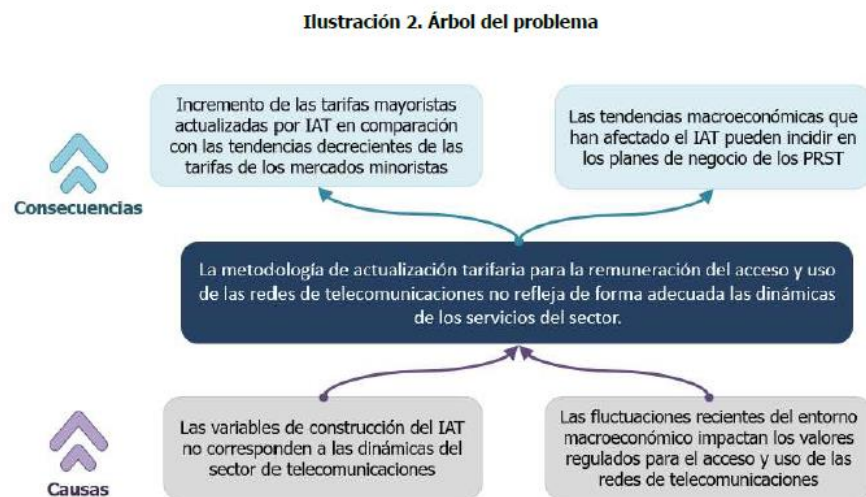 Ilustración 2. Árbol del problema
Incremento de las tarifas mayoristas
actualizadas por IAT en comparación
con las tendencias decrecientes de las
tarifas de los mercados minoristas
Las tendencias macroeconómicas que
han afectado el IAT pueden incidir en
los planes de negocio de los PRST
Consecuencias
La metodología de actualización tarifaria para la remuneración del acceso y uso
de las redes de telecomunicaciones no refleja de forma adecuada las dinámicas
de los servicios del sector.
Las variables de construcción del IAT
no corresponden a las dinámicas del
sector de telecomunicaciones
Las fluctuaciones recientes del entorno
macroeconómico impactan los valores
regulados para el acceso y uso de las
redes de telecomunicaciones
Causas